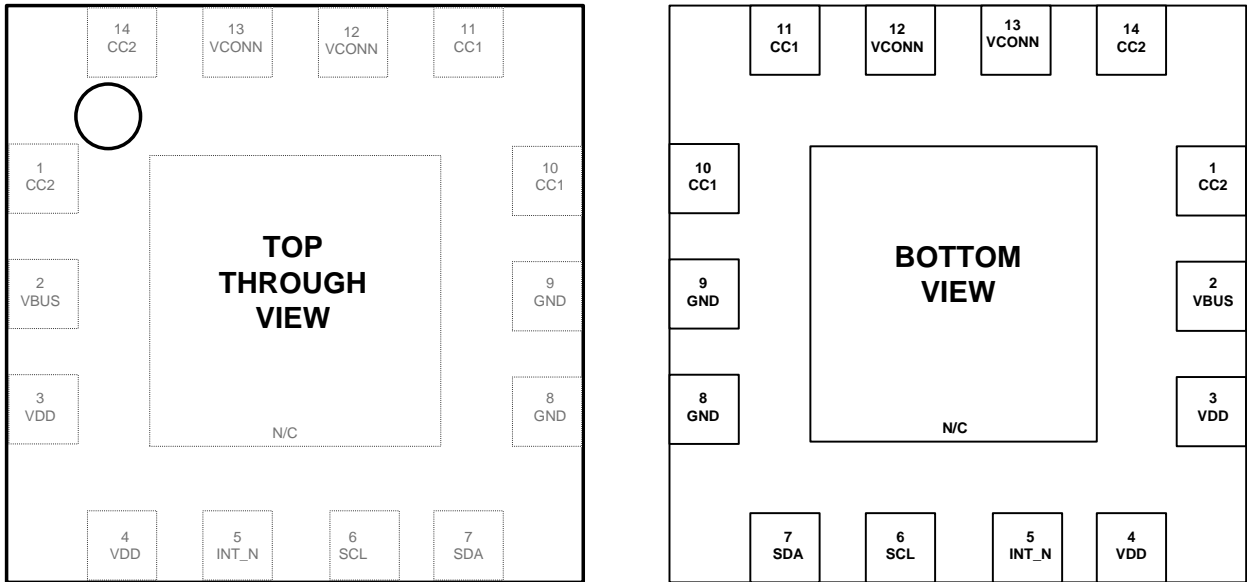 14
CC2
13
VCONN
12
VCONN
11
CC1
1
CC2
10
CC1
TOP
THROUGH
VIEW
2
VBUS
9
GND
3
VDD
8
GND
N/C
4
VDD
5
INT_N
6
SCL
7
SDA
11
CC1
12
VCONN
13
VCONN
14
CC2
10
CC1
1
CC2
BOTTOM
VIEW
9
GND
2
VBUS
8
GND
3
VDD
N/C
7
SDA
6
SCL
5
INT_N
4
VDD